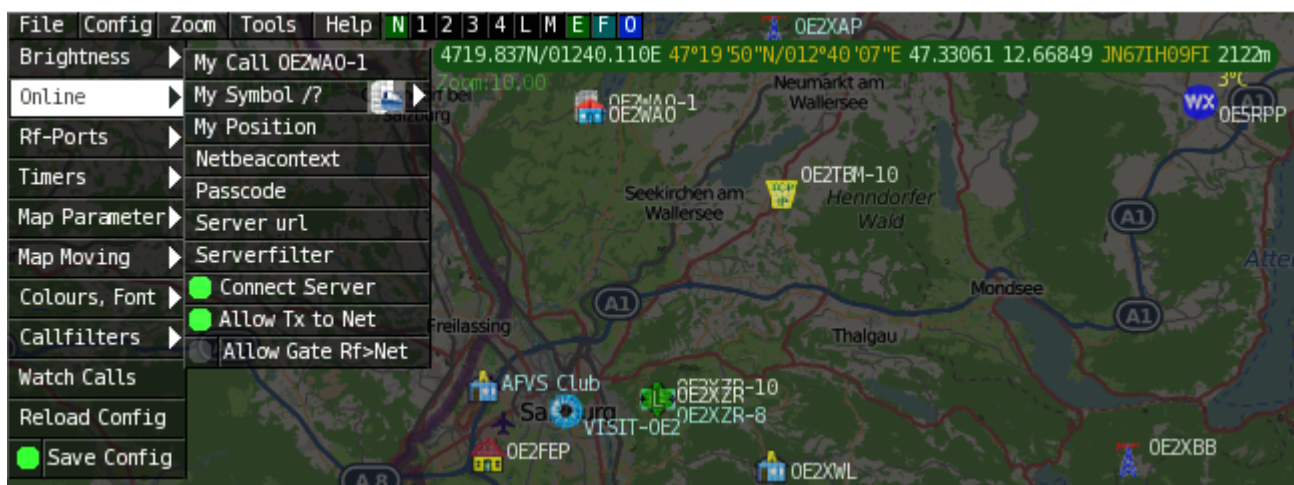 File Config Zoom Tools Help N 1 2 3 4 L M E F O
OE2XAP
4719.837N/01240.110E 47°19'50"N/012°40'07"E 47.33061 12.66849 JN67IH09FI 2122m
Zoom:10.00
Brightness
Online
Rf-Ports
Timers
Map Parameter
Map Moving
Colours, Font
Callfilters
Watch Calls
Reload Config
Save Config
My Call OE2WAO-1
My Symbol /?
My Position
Netbeacontext
Passcode
Server url
Serverfilter
Connect Server
Allow Tx to Net
Allow Gate Rf>Net
Neumarkt am
Wallersee
3°C
WX
A1
OE5RPP
OE2WAO-1
OE2WAO
OE2TBM-10
Henndorfer
Wald
Seekirchen am
Wallersee
A1
Mondsee
A1
A1
Freilassing
Thalgau
AFVS Club
L
OE2XZR-10
OE2XZR
OE2XZR-8
VISIT-OE2
OE2FEP
OE2XBB
OE2XWL
A 8